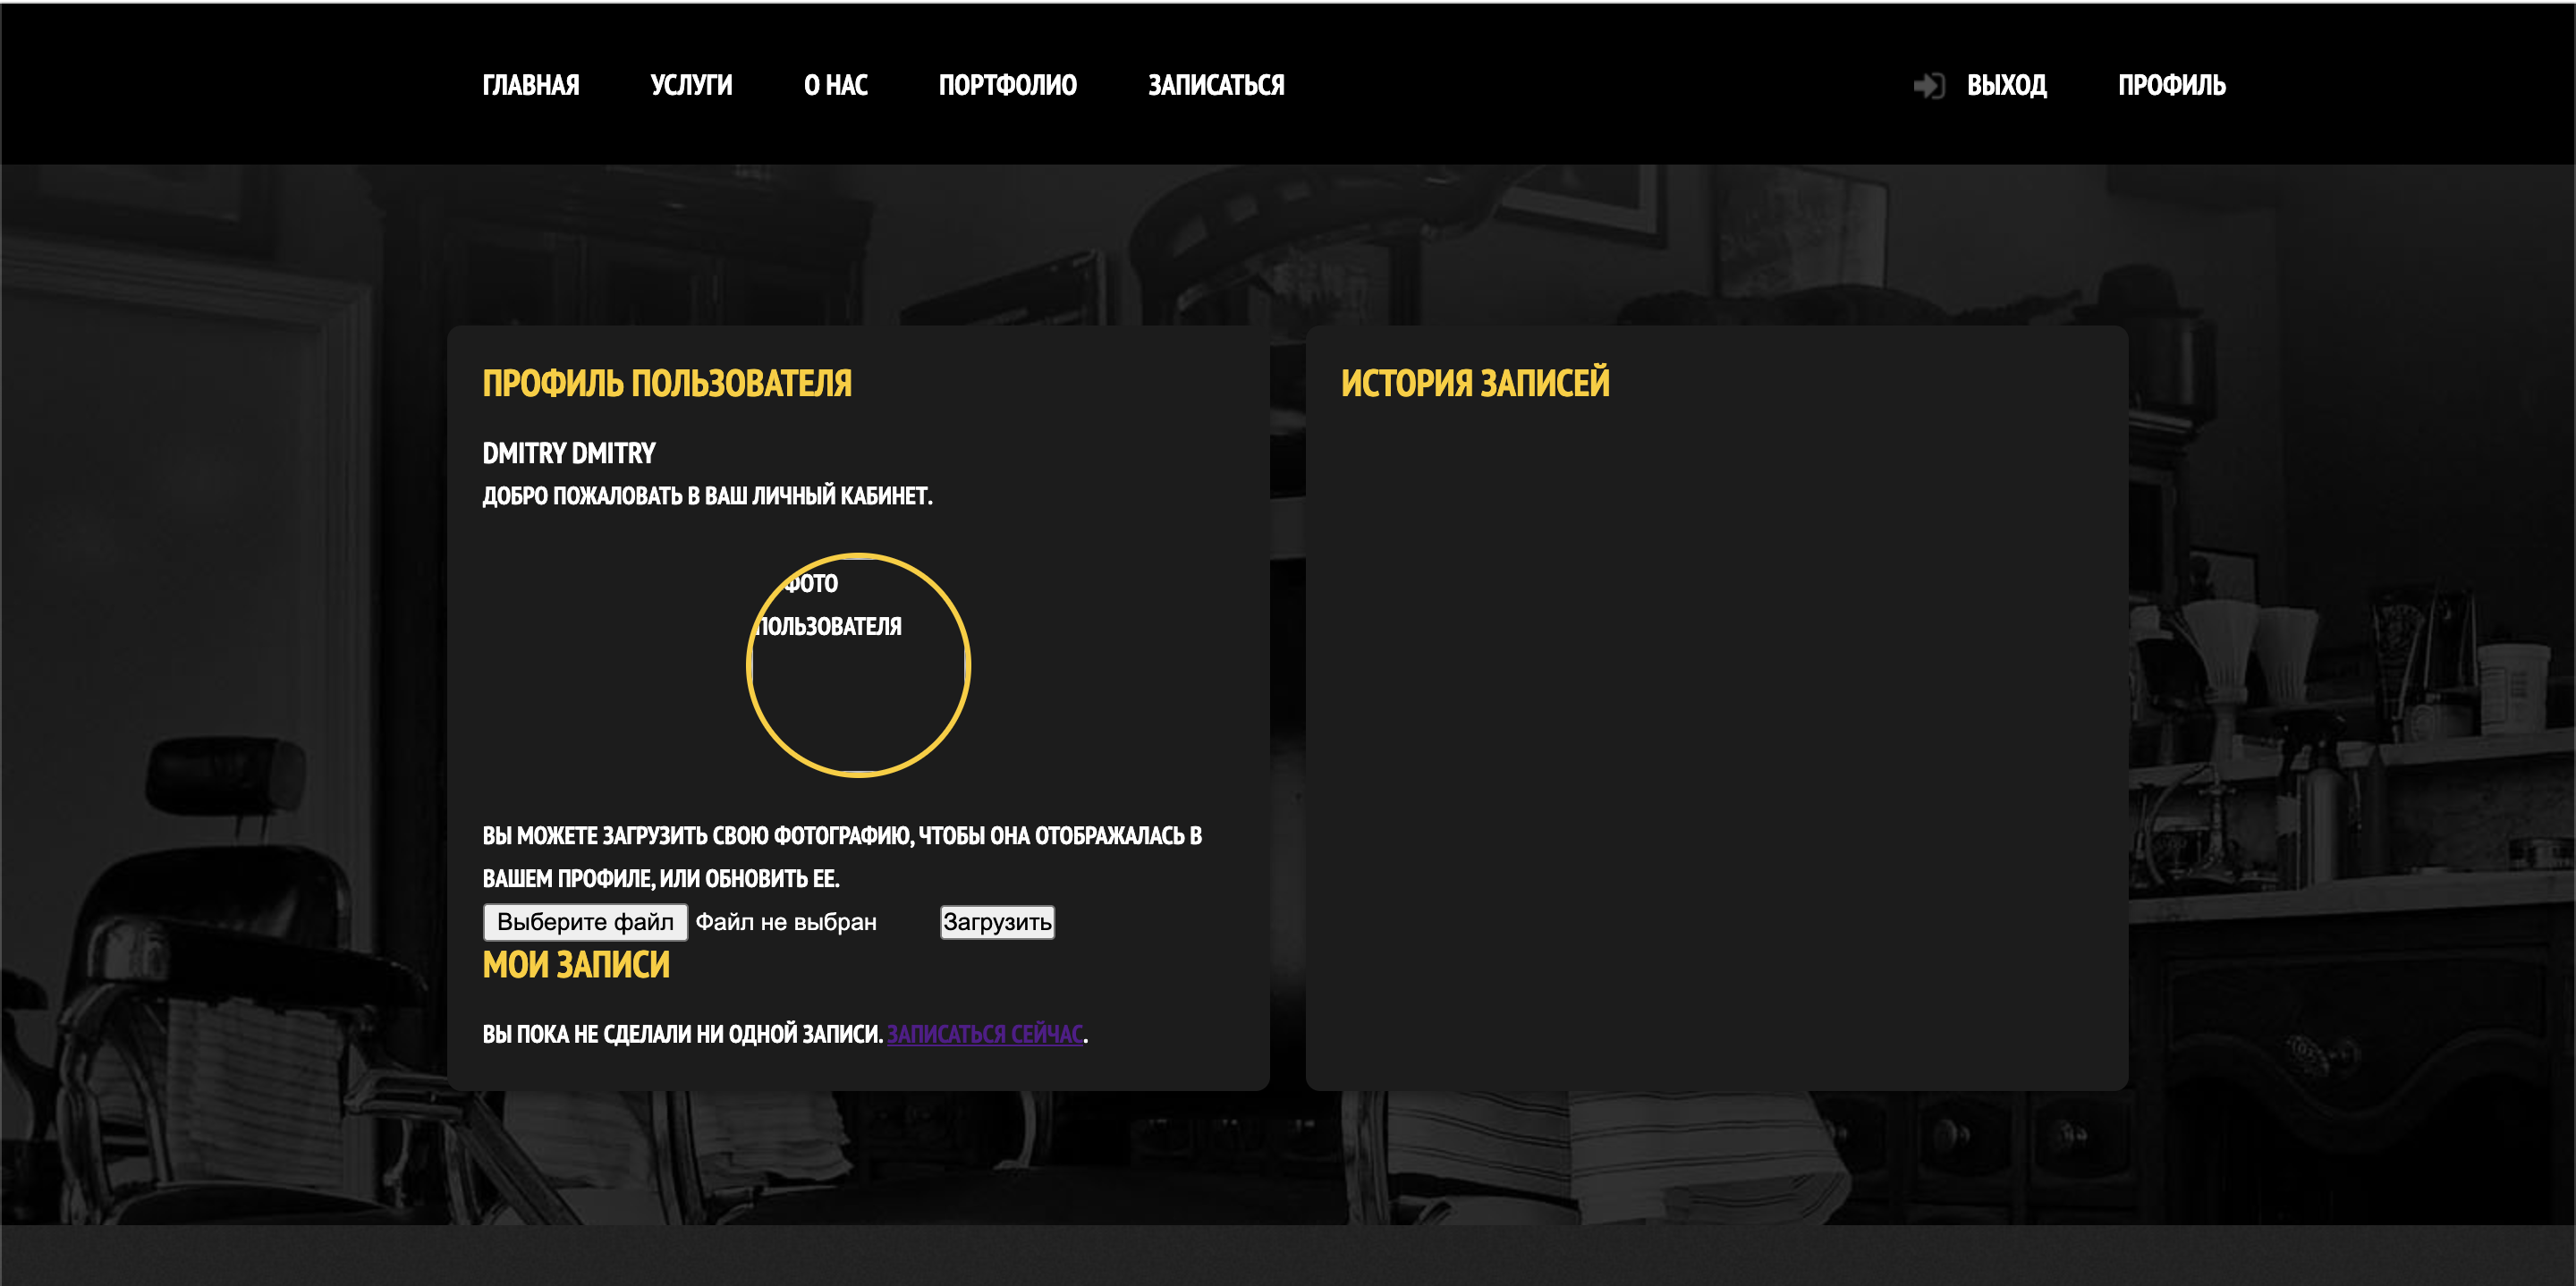 ГЛАВНАЯ УСЛУГИ О НАС ПОРТФОЛИО ЗАПИСАТЬСЯ ВЫХОД ПРОФИЛЬ
ПРОФИЛЬ ПОЛЬЗОВАТЕЛЯ
DMITRY DMITRY
ДОБРО ПОЖАЛОВАТЬ В ВАШ ЛИЧНЫЙ КАБИНЕТ.
ФОТО
ПОЛЬЗОВАТЕЛЯ
ВЫ МОЖЕТЕ ЗАГРУЗИТЬ СВОЮ ФОТОГРАФИЮ, ЧТОБЫ ОНА ОТОБРАЖАЛАСЬ В
ВАШЕМ ПРОФИЛЕ, ИЛИ ОБНОВИТЬ ЕЕ.
Выберите файл Файл не выбран Загрузить
МОИ ЗАПИСИ
ВЫ ПОКА НЕ СДЕЛАЛИ НИ ОДНОЙ ЗАПИСИ. ЗАПИСАТЬСЯ СЕЙЧАС.
ИСТОРИЯ ЗАПИСЕЙ